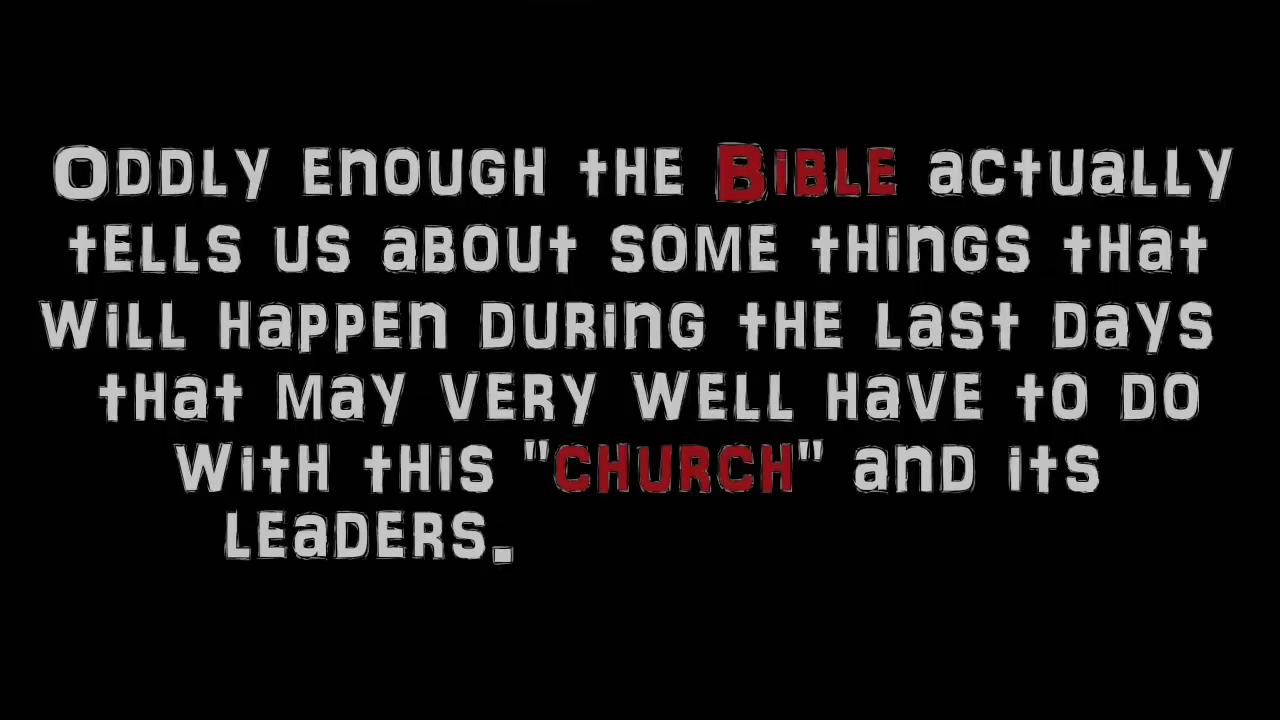 Oddly enough the Bible actually
tells us about some things that
will happen during the last days
that may very well have to do
with this "church" and its
leaders.